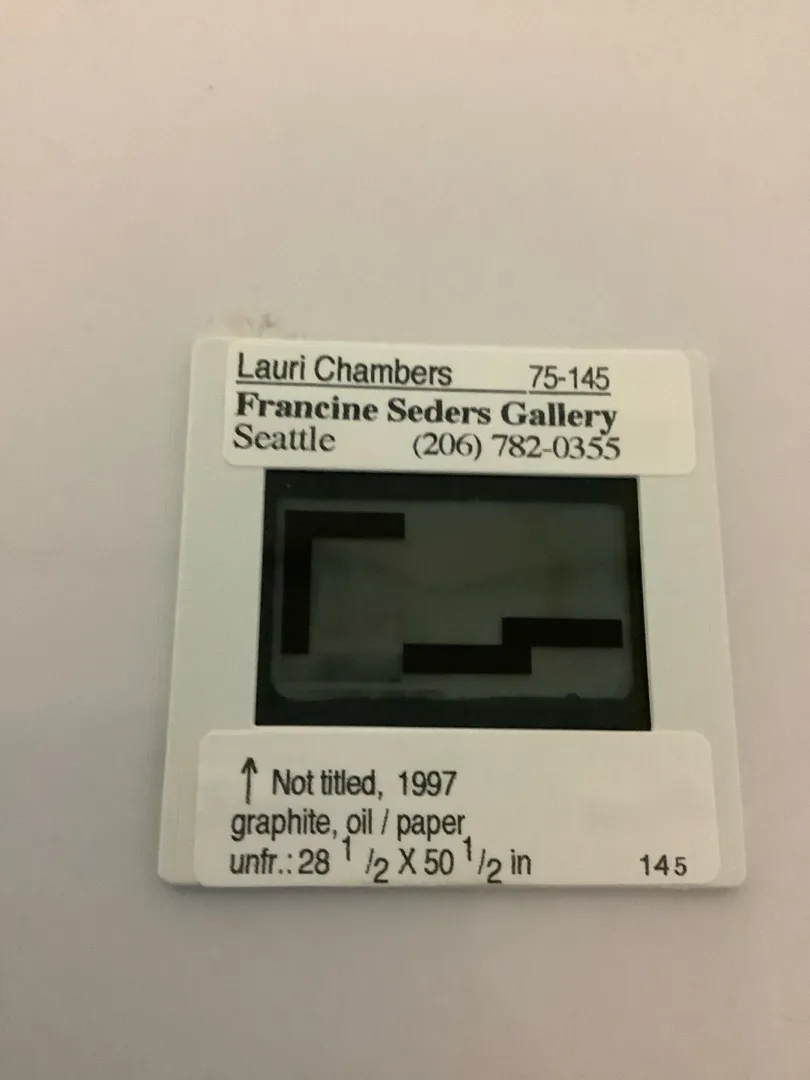 Lauri Chambers 75-145
Francine Seders Gallery
Seattle (206) 782-0355
↑ Not titled, 1997
graphite, oil / paper
unfr.: 28 1/2 X 50 1/2 in
145